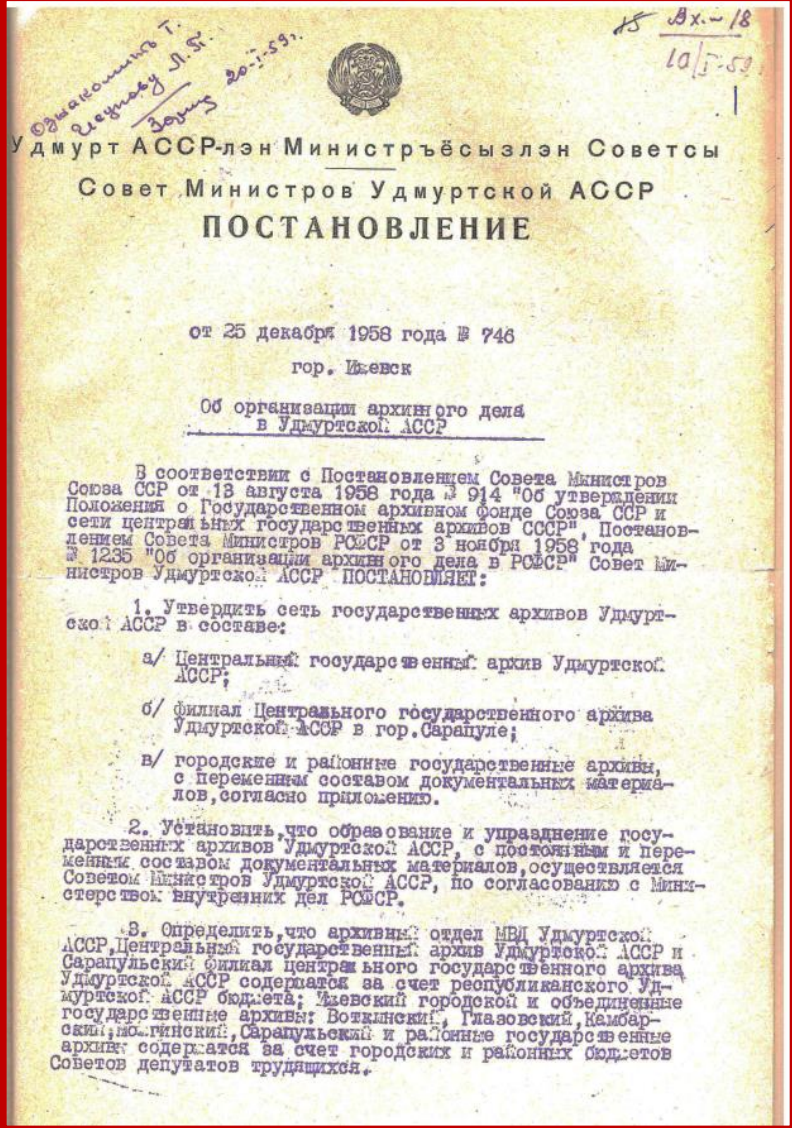 Ознакомить т.
Л. П.
20-I-59г.
15 Вх.-18
10/I-59
Удмурт АССР-лэн Министръёсызлэн Советсы
Совет Министров Удмуртской АССР
ПОСТАНОВЛЕНИЕ
от 25 декабря 1958 года № 746
гор. Ижевск
Об организации архивного дела
в Удмуртской АССР
В соответствии с Постановлением Совета Министров
Союза ССР от 13 августа 1958 года № 914 "Об утверждении
Положения о Государственном архивном фонде Союза ССР и
сети центральных государственных архивов СССР", Постанов-
лением Совета Министров РСФСР от 3 ноября 1958 года
№ 1235 "Об организации архивного дела в РСФСР" Совет Ми-
нистров Удмуртской АССР ПОСТАНОВЛЯЕТ:
1. Утвердить сеть государственных архивов Удмурт-
ской АССР в составе:
а/ Центральный государственный архив Удмуртской
АССР;
б/ филиал Центрального государственного архива
Удмуртской АССР в гор.Сарапуле;
в/ городские и районные государственные архивы,
с переменным составом документальных материа-
лов,согласно приложению.
2. Установить,что образование и упразднение госу-
дарственных архивов Удмуртской АССР, с постоянным и пере-
менным составом документальных материалов,осуществляется
Советом Министров Удмуртской АССР, по согласованию с Мини-
стерством внутренних дел РСФСР.
3. Определить,что архивный отдел МВД Удмуртской
АССР,Центральный государственный архив Удмуртской АССР и
Сарапульский филиал центрального государственного архива
Удмуртской АССР содержатся за счет республиканского Уд-
муртской АССР бюджета; Ижевский городской и объединенные
государственные архивы: Воткинский, Глазовский,Камбар-
ский,Можгинский,Сарапульский и районные государственные
архивы содержатся за счет городских и районных бюджетов
Советов депутатов трудящихся.